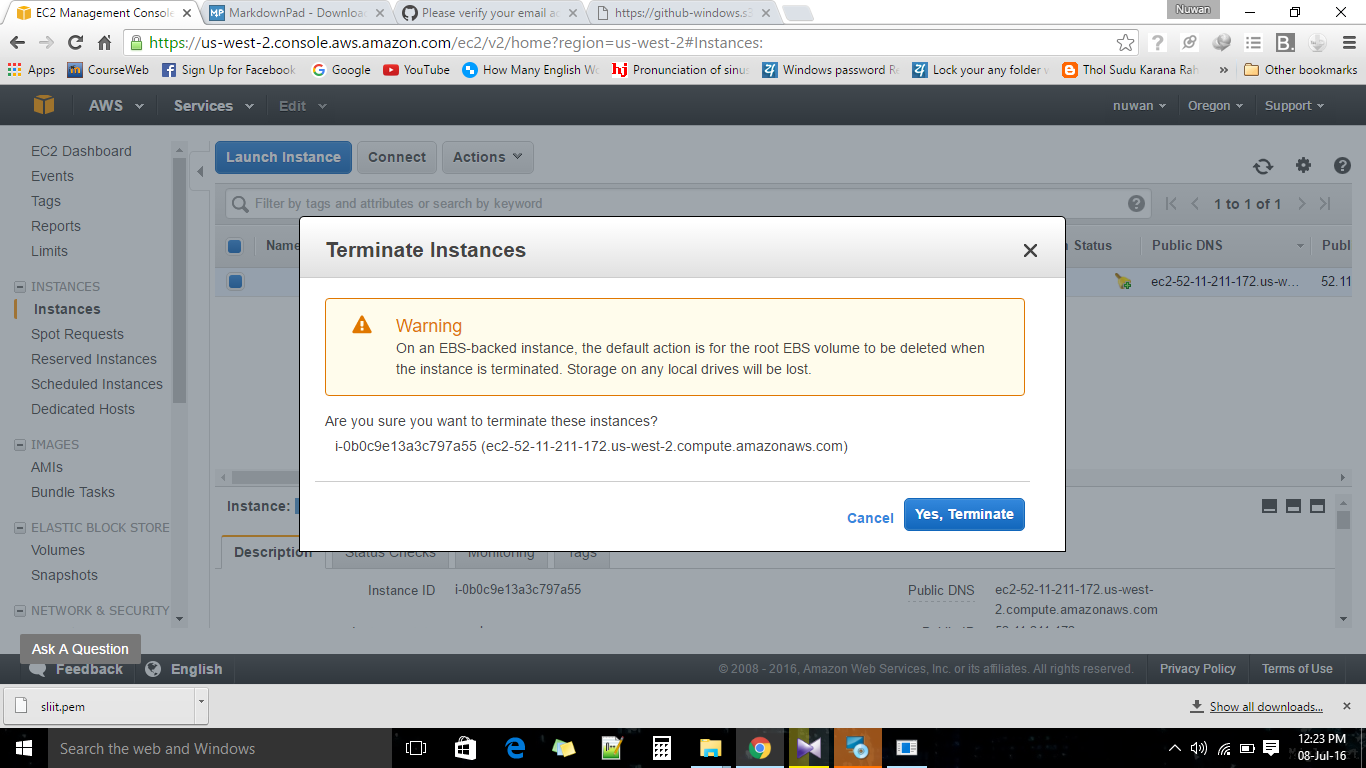 Nuwan
EC2 Management Conso
MarkdownPad - Downloa
Please verify your email a
https://github-windows.s3
https://us-west-2.console.aws.amazon.com/ec2/v2/home?region=us-west-2#Instances:
Apps
CourseWeb
Sign Up for Facebook
Google
YouTube
How Many English W
Pronunciation of sinu
Windows password R
Lock your any folder
Thol Sudu Karana Rah
»
Other bookmarks
AWS
Services
Edit
nuwan
Oregon
Support
EC2 Dashboard
Events
Tags
Reports
Limits
INSTANCES
Instances
Spot Requests
Reserved Instances
Scheduled Instances
Dedicated Hosts
IMAGES
AMIs
Bundle Tasks
ELASTIC BLOCK STORE
Volumes
Snapshots
NETWORK & SECURITY
Launch Instance
Connect
Actions
Filter by tags and attributes or search by keyword
1 to 1 of 1
Name
Status
Public DNS
Publ
ec2-52-11-211-172.us-w...
52.11
Terminate Instances
Warning
On an EBS-backed instance, the default action is for the root EBS volume to be deleted when
the instance is terminated. Storage on any local drives will be lost.
Are you sure you want to terminate these instances?
i-0b0c9e13a3c797a55 (ec2-52-11-211-172.us-west-2.compute.amazonaws.com)
Cancel
Yes, Terminate
Instance:
Description
Status Checks
Monitoring
Tags
Instance ID
i-0b0c9e13a3c797a55
Public DNS
ec2-52-11-211-172.us-west-
2.compute.amazonaws.com
Ask A Question
Feedback
English
© 2008 - 2016, Amazon Web Services, Inc. or its affiliates. All rights reserved.
Privacy Policy
Terms of Use
sliit.pem
Show all downloads...
Search the web and Windows
12:23 PM
08-Jul-16